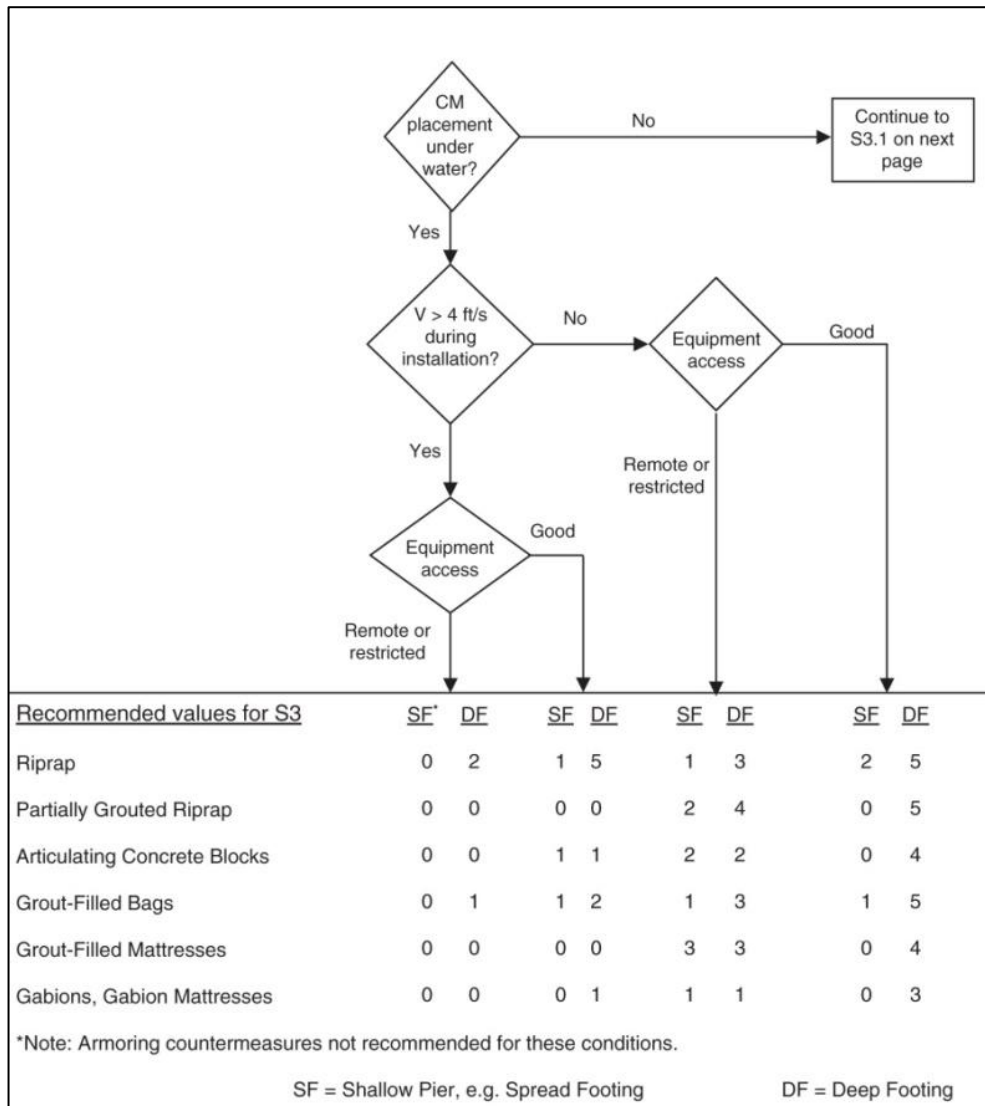 CM
placement
under
water?
No
Continue to
S3.1 on next
page
Yes
V > 4 ft/s
during
installation?
No
Equipment
access
Good
Yes
Remote or
restricted
Equipment
access
Good
Remote or
restricted
Recommended values for S3 SF* DF SF DF SF DF SF DF
Riprap 0 2 1 5 1 3 2 5
Partially Grouted Riprap 0 0 0 0 2 4 0 5
Articulating Concrete Blocks 0 0 1 1 2 2 0 4
Grout-Filled Bags 0 1 1 2 1 3 1 5
Grout-Filled Mattresses 0 0 0 0 3 3 0 4
Gabions, Gabion Mattresses 0 0 0 1 1 1 0 3
*Note: Armoring countermeasures not recommended for these conditions.
SF = Shallow Pier, e.g. Spread Footing DF = Deep Footing